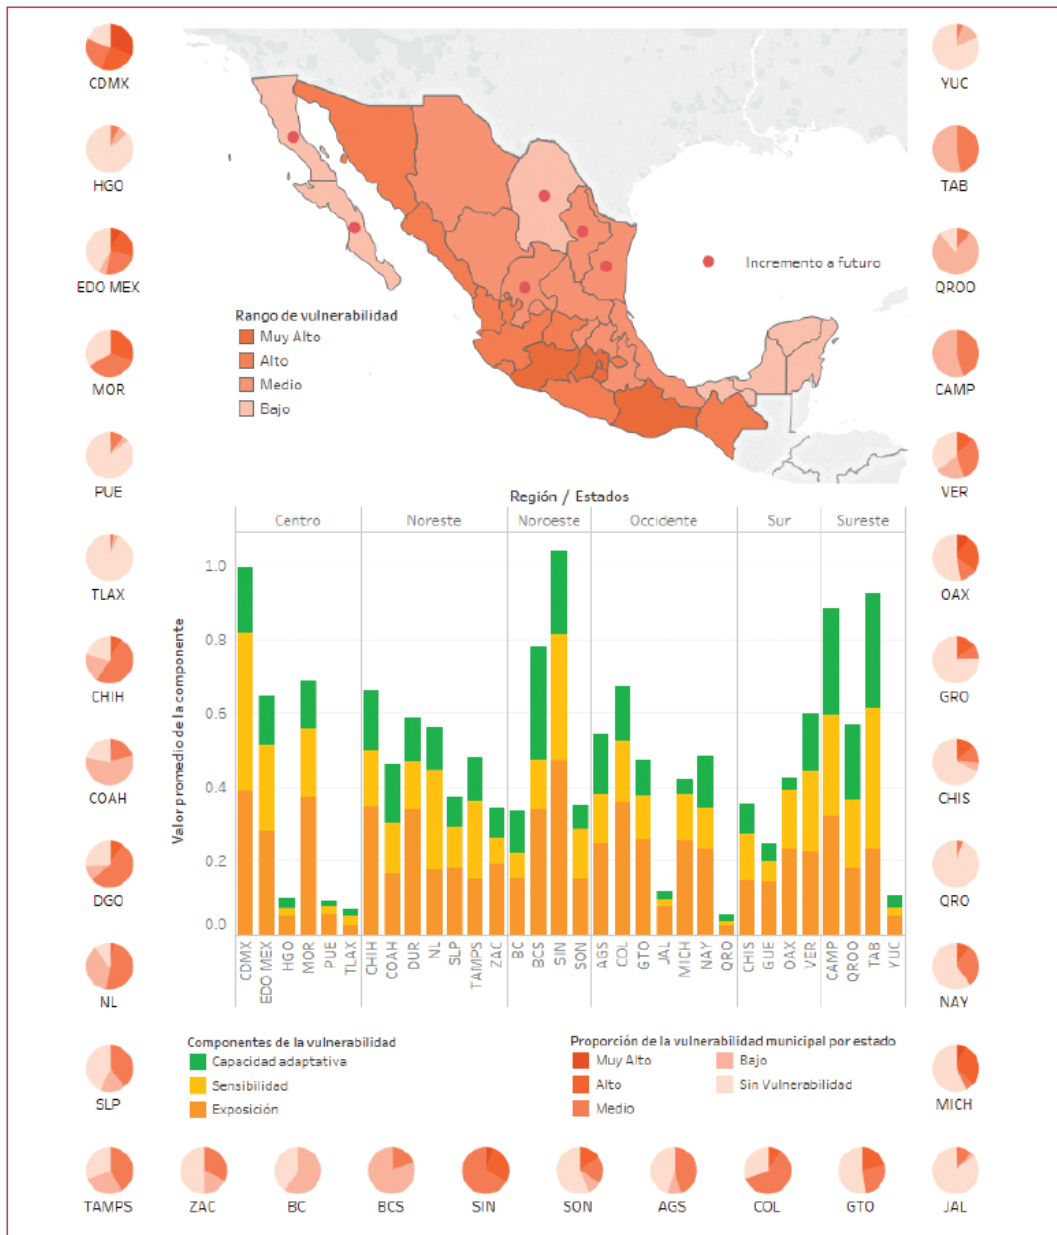 CDMX
HGO
EDO MEX
MOR
PUE
TLAX
CHIH
COAH
DGO
NL
SLP
YUC
TAB
QROO
CAMP
VER
OAX
GRO
CHIS
QRO
NAY
MICH
Incremento a futuro
Rango de vulnerabilidad
Muy Alto
Alto
Medio
Bajo
Región / Estados
Centro Noreste Noroeste Occidente Sur Sureste
Valor promedio de la componente
1.0
0.8
0.6
0.4
0.2
0.0
CDMX EDO MEX HGO MOR PUE TLAX CHIH COAH DUR NL SLP TAMPS ZAC BC BCS SIN SON AGS COL GTO JAL MICH NAY QRO CHIS GUE OAX VER CAMP QROO TAB YUC
Componentes de la vulnerabilidad
Capacidad adaptativa
Sensibilidad
Exposición
Proporción de la vulnerabilidad municipal por estado
Muy Alto Bajo
Alto Sin Vulnerabilidad
Medio
TAMPS ZAC BC BCS SIN SON AGS COL GTO JAL